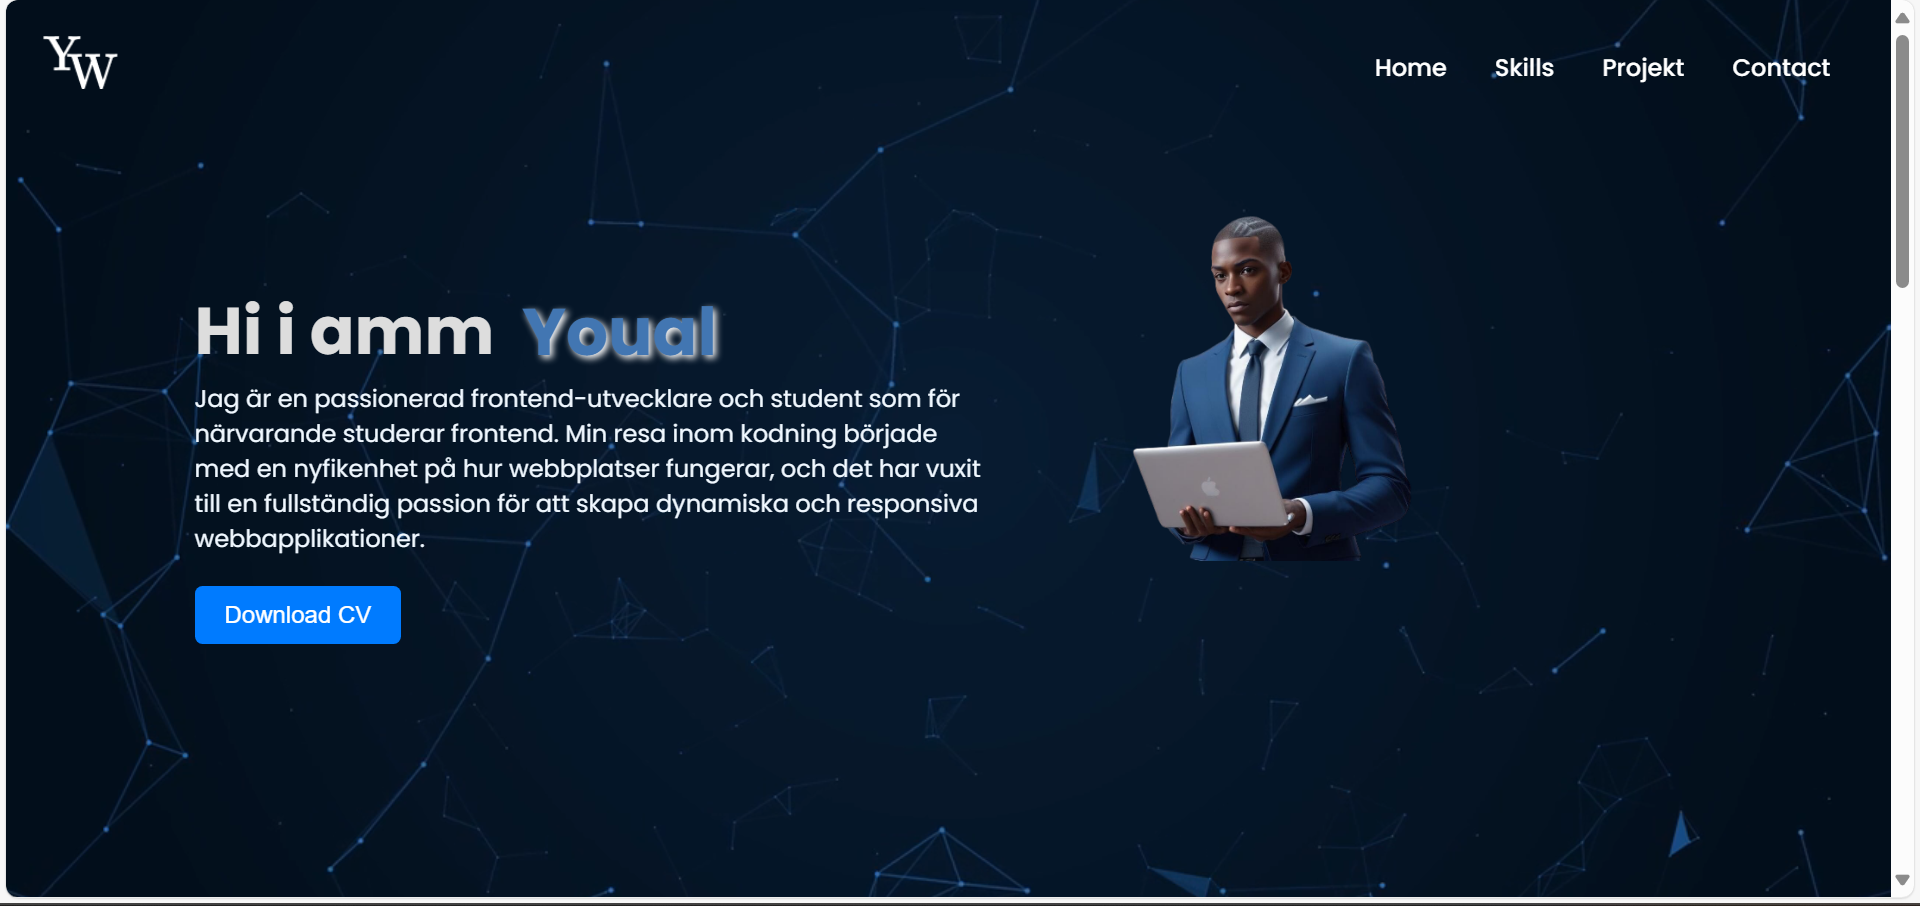 YW
Home Skills Projekt Contact
Hi i amm Youal
Jag är en passionerad frontend-utvecklare och student som för
närvarande studerar frontend. Min resa inom kodning började
med en nyfikenhet på hur webbplatser fungerar, och det har vuxit
till en fullständig passion för att skapa dynamiska och responsiva
webbapplikationer.
Download CV